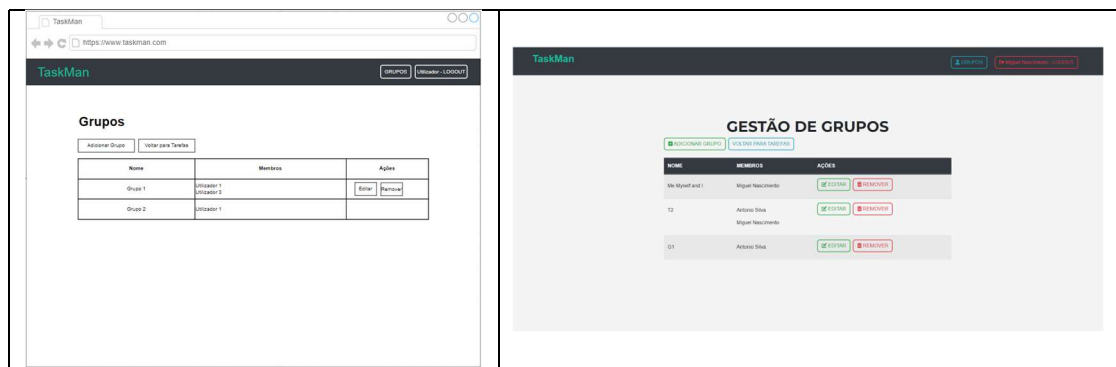 TaskMan
https://www.taskman.com
TaskMan GRUPOS Utilizador - LOGOUT
Grupos
Adicionar Grupo Voltar para Tarefas
Nome Membros Ações
Grupo 1 Utilizador 1 Editar Remover
Utilizador 3
Grupo 2 Utilizador 1
TaskMan GRUPOS Miguel Nascimento - LOGOUT
GESTÃO DE GRUPOS
ADICIONAR GRUPO VOLTAR PARA TAREFAS
NOME MEMBROS AÇÕES
Me Myself and I Miguel Nascimento EDITAR REMOVER
T2 Antonio Silva EDITAR REMOVER
Miguel Nascimento
G1 Antonio Silva EDITAR REMOVER